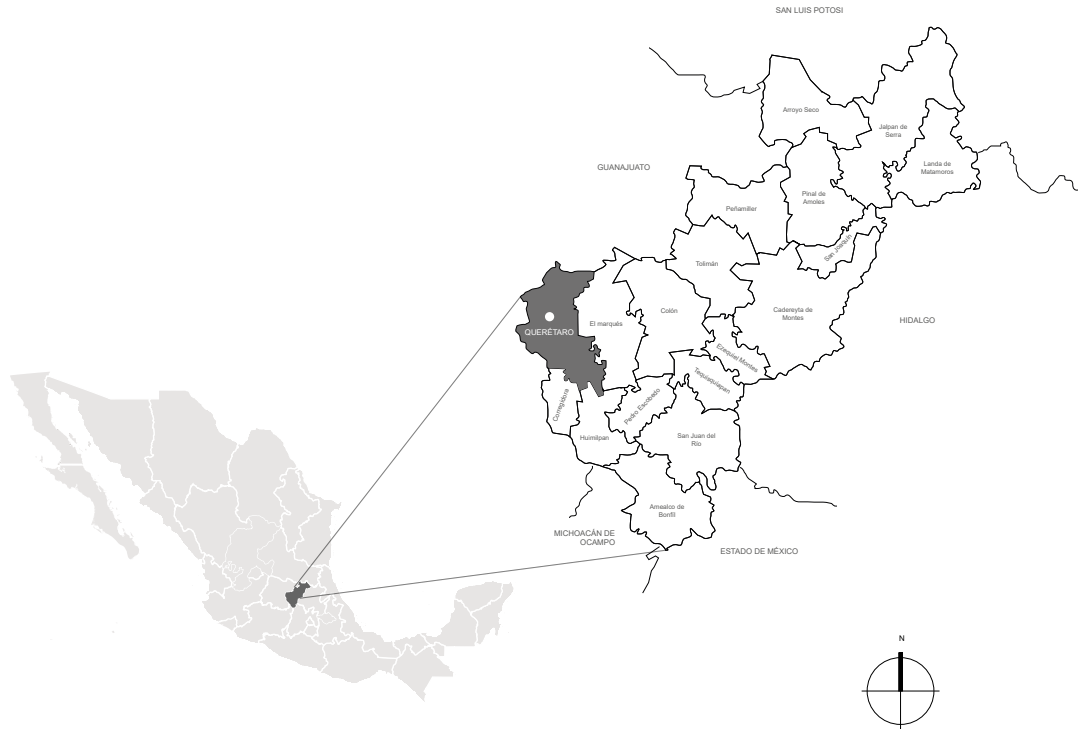 SAN LUIS POTOSI
Arroyo Seco
Jalpan de
Serra
Landa de
Matamoros
GUANAJUATO
Pinal de
Amoles
Peñamiller
San Joaquín
Tolimán
Cadereyta de
Montes
HIDALGO
Colón
El marqués
QUERÉTARO
Ezequiel Montes
Tequisquiapan
Corregidora
Pedro Escobedo
Huimilpan
San Juan del
Río
Amealco de
Bonfil
MICHOACÁN DE
OCAMPO
ESTADO DE MÉXICO
N